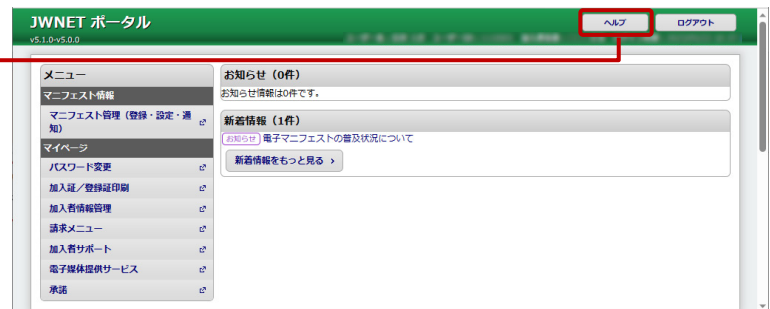 JWNET ポータル
v5.1.0-v5.0.0
ヘルプ
ログアウト
メニュー
マニフェスト情報
マニフェスト管理（登録・設定・通
知）
マイページ
パスワード変更
加入証／登録証印刷
加入者情報管理
請求メニュー
加入者サポート
電子媒体提供サービス
承諾
お知らせ（0件）
お知らせ情報は0件です。
新着情報（1件）
お知らせ 電子マニフェストの普及状況について
新着情報をもっと見る ›